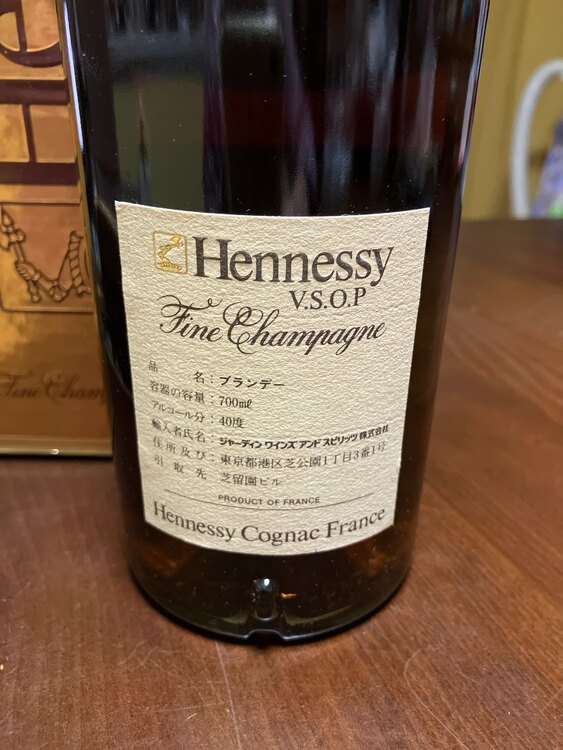 Hennessy
V.S.O.P
Fine Champagne
品名：ブランデー
容器の容量：700mℓ
アルコール分：40度
輸入者氏名：ジャーディン ワインズ アンド スピリッツ 株式会社
住所及び：東京都港区芝公園1丁目3番1号
引取先 芝留園ビル
PRODUCT OF FRANCE
Hennessy Cognac France
Fine Cham